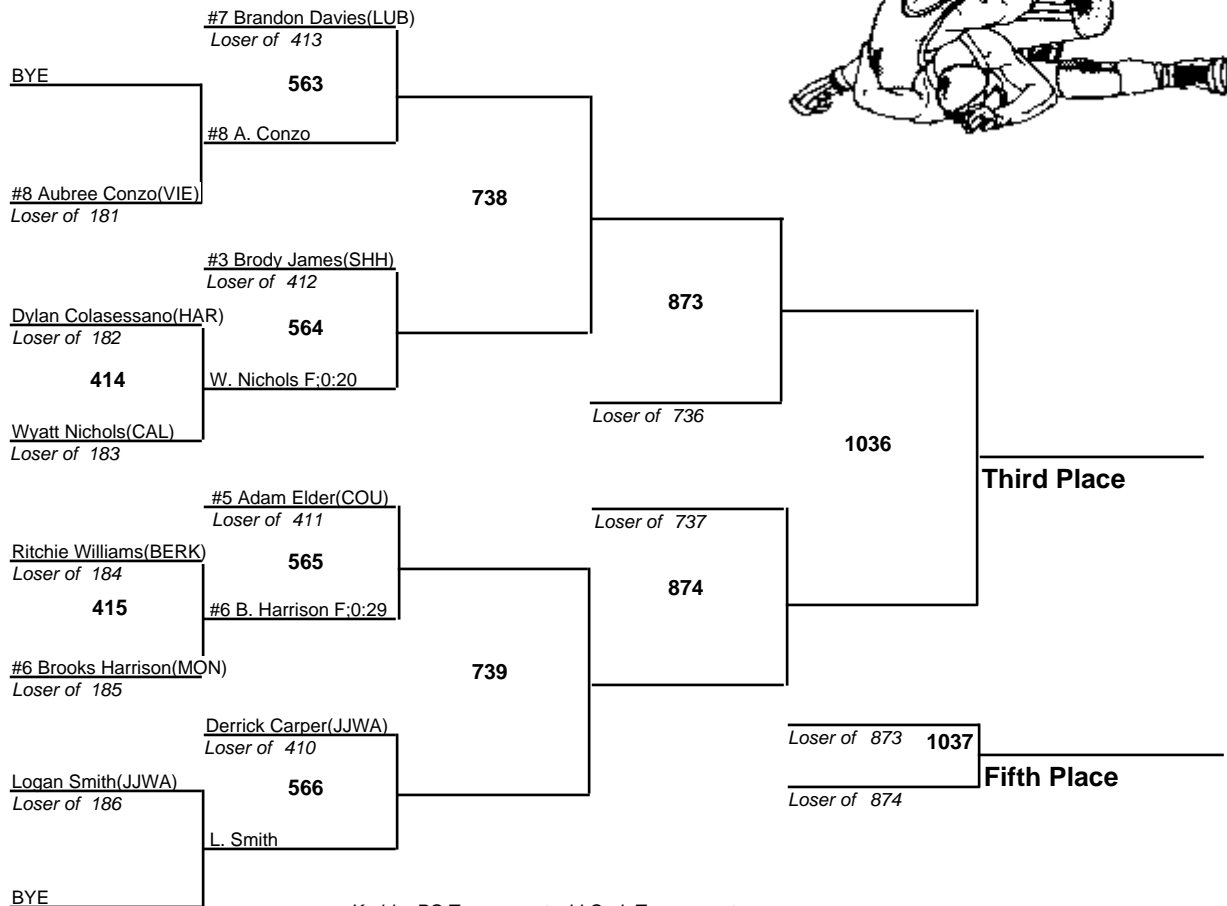 #7 Brandon Davies(LUB)
Loser of 413
BYE
563
#8 A. Conzo
#8 Aubree Conzo(VIE)
Loser of 181
738
#3 Brody James(SHH)
Loser of 412
Dylan Colasessano(HAR)
Loser of 182
564
873
414
W. Nichols F;0:20
Loser of 736
Wyatt Nichols(CAL)
Loser of 183
1036
Third Place
#5 Adam Elder(COU)
Loser of 411
Loser of 737
Ritchie Williams(BERK)
Loser of 184
565
874
415
#6 B. Harrison F;0:29
#6 Brooks Harrison(MON)
Loser of 185
739
Derrick Carper(JJWA)
Loser of 410
Loser of 873
1037
Logan Smith(JJWA)
Loser of 186
566
Fifth Place
Loser of 874
L. Smith
BYE